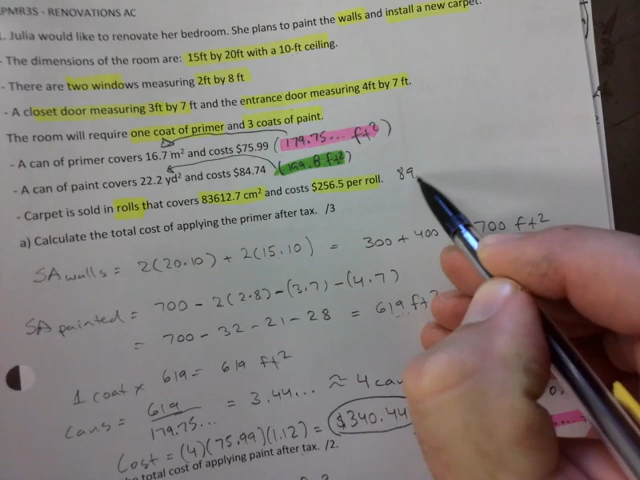 PMR3S - RENOVATIONS AC
. Julia would like to renovate her bedroom. She plans to paint the walls and install a new carpet.
- The dimensions of the room are: 15ft by 20ft with a 10-ft ceiling.
- There are two windows measuring 2ft by 8 ft
- A closet door measuring 3ft by 7 ft and the entrance door measuring 4ft by 7 ft.
The room will require one coat of primer and 3 coats of paint.
- A can of primer covers 16.7 m² and costs $75.99 (179.75... ft²)
- A can of paint covers 22.2 yd² and costs $84.74 (199.8 ft²)
- Carpet is sold in rolls that covers 83612.7 cm² and costs $256.5 per roll. 89
a) Calculate the total cost of applying the primer after tax. /3
SA walls = 2(20.10) + 2(15.10) = 300 + 400 700 ft²
SA painted = 700 - 2(2.8) - (3.7) - (4.7)
= 700 - 32 - 21 - 28 = 619 ft²
1 coat × 619 = 619 ft²
cans = 619 / 179.75... = 3.44... ≈ 4 can
Cost = (4)(75.99)(1.12) = $340.44
the total cost of applying paint after tax. /2.